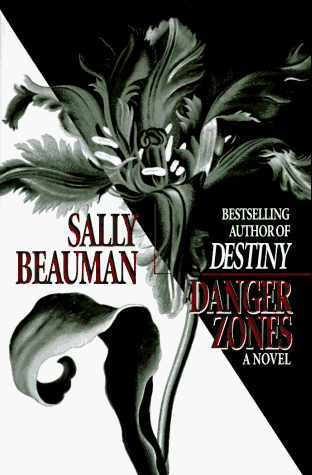 SALLY
BEAUMAN
BESTSELLING
AUTHOR OF
DESTINY
DANGER
ZONES
A NOVEL